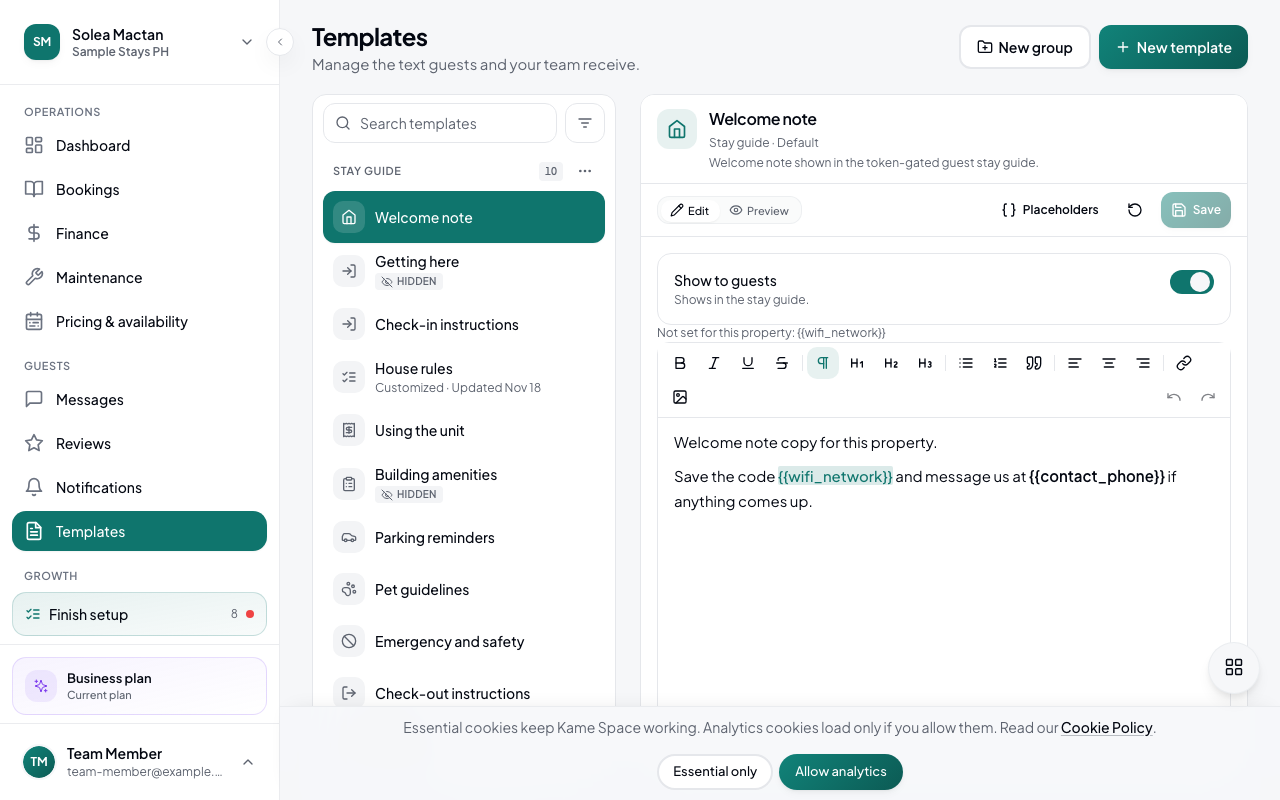 SM
Solea Mactan
Sample Stays PH
OPERATIONS
Dashboard
Bookings
Finance
Maintenance
Pricing & availability
GUESTS
Messages
Reviews
Notifications
Templates
GROWTH
Finish setup 8
Business plan
Current plan
TM
Team Member
team-member@example....
Templates
Manage the text guests and your team receive.
New group
New template
Search templates
STAY GUIDE 10
Welcome note
Getting here
HIDDEN
Check-in instructions
House rules
Customized · Updated Nov 18
Using the unit
Building amenities
HIDDEN
Parking reminders
Pet guidelines
Emergency and safety
Check-out instructions
Welcome note
Stay guide · Default
Welcome note shown in the token-gated guest stay guide.
Edit
Preview
{} Placeholders
Save
Show to guests
Shows in the stay guide.
Not set for this property: {{wifi_network}}
B I U S ¶ H1 H2 H3
Welcome note copy for this property.
Save the code {{wifi_network}} and message us at {{contact_phone}} if
anything comes up.
Essential cookies keep Kame Space working. Analytics cookies load only if you allow them. Read our Cookie Policy.
Essential only
Allow analytics